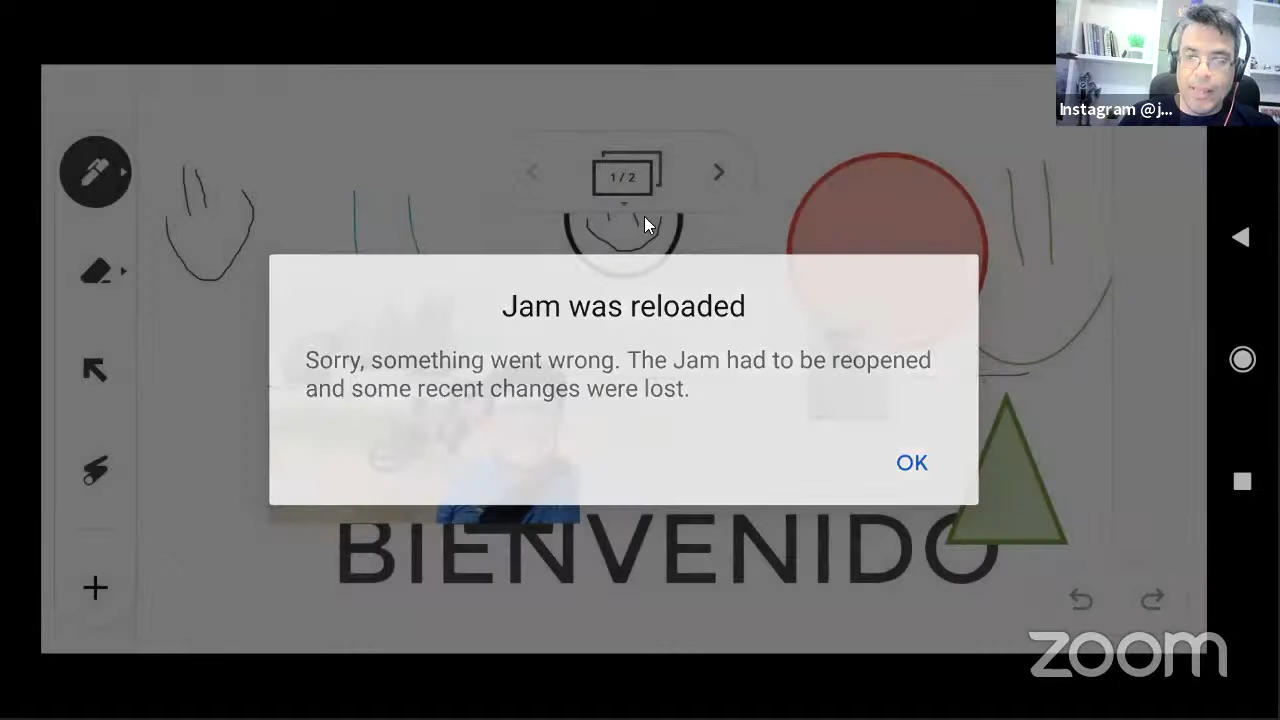 Instagram @j...
1 / 2
Jam was reloaded
Sorry, something went wrong. The Jam had to be reopened
and some recent changes were lost.
OK
BIENVENIDO
zoom